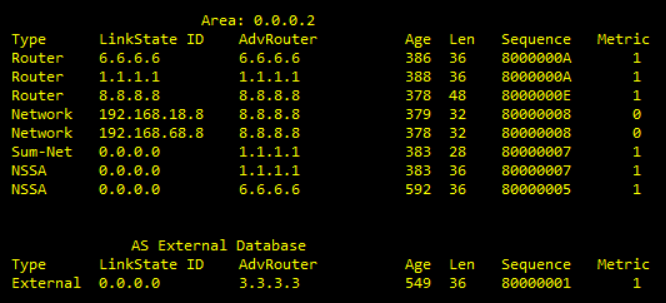 Area: 0.0.0.2
Type LinkState ID AdvRouter Age Len Sequence Metric
Router 6.6.6.6 6.6.6.6 386 36 8000000A 1
Router 1.1.1.1 1.1.1.1 388 36 8000000A 1
Router 8.8.8.8 8.8.8.8 378 48 8000000E 1
Network 192.168.18.8 8.8.8.8 379 32 80000008 0
Network 192.168.68.8 8.8.8.8 378 32 80000008 0
Sum-Net 0.0.0.0 1.1.1.1 383 28 80000007 1
NSSA 0.0.0.0 1.1.1.1 383 36 80000007 1
NSSA 0.0.0.0 6.6.6.6 592 36 80000005 1
AS External Database
Type LinkState ID AdvRouter Age Len Sequence Metric
External 0.0.0.0 3.3.3.3 549 36 80000001 1